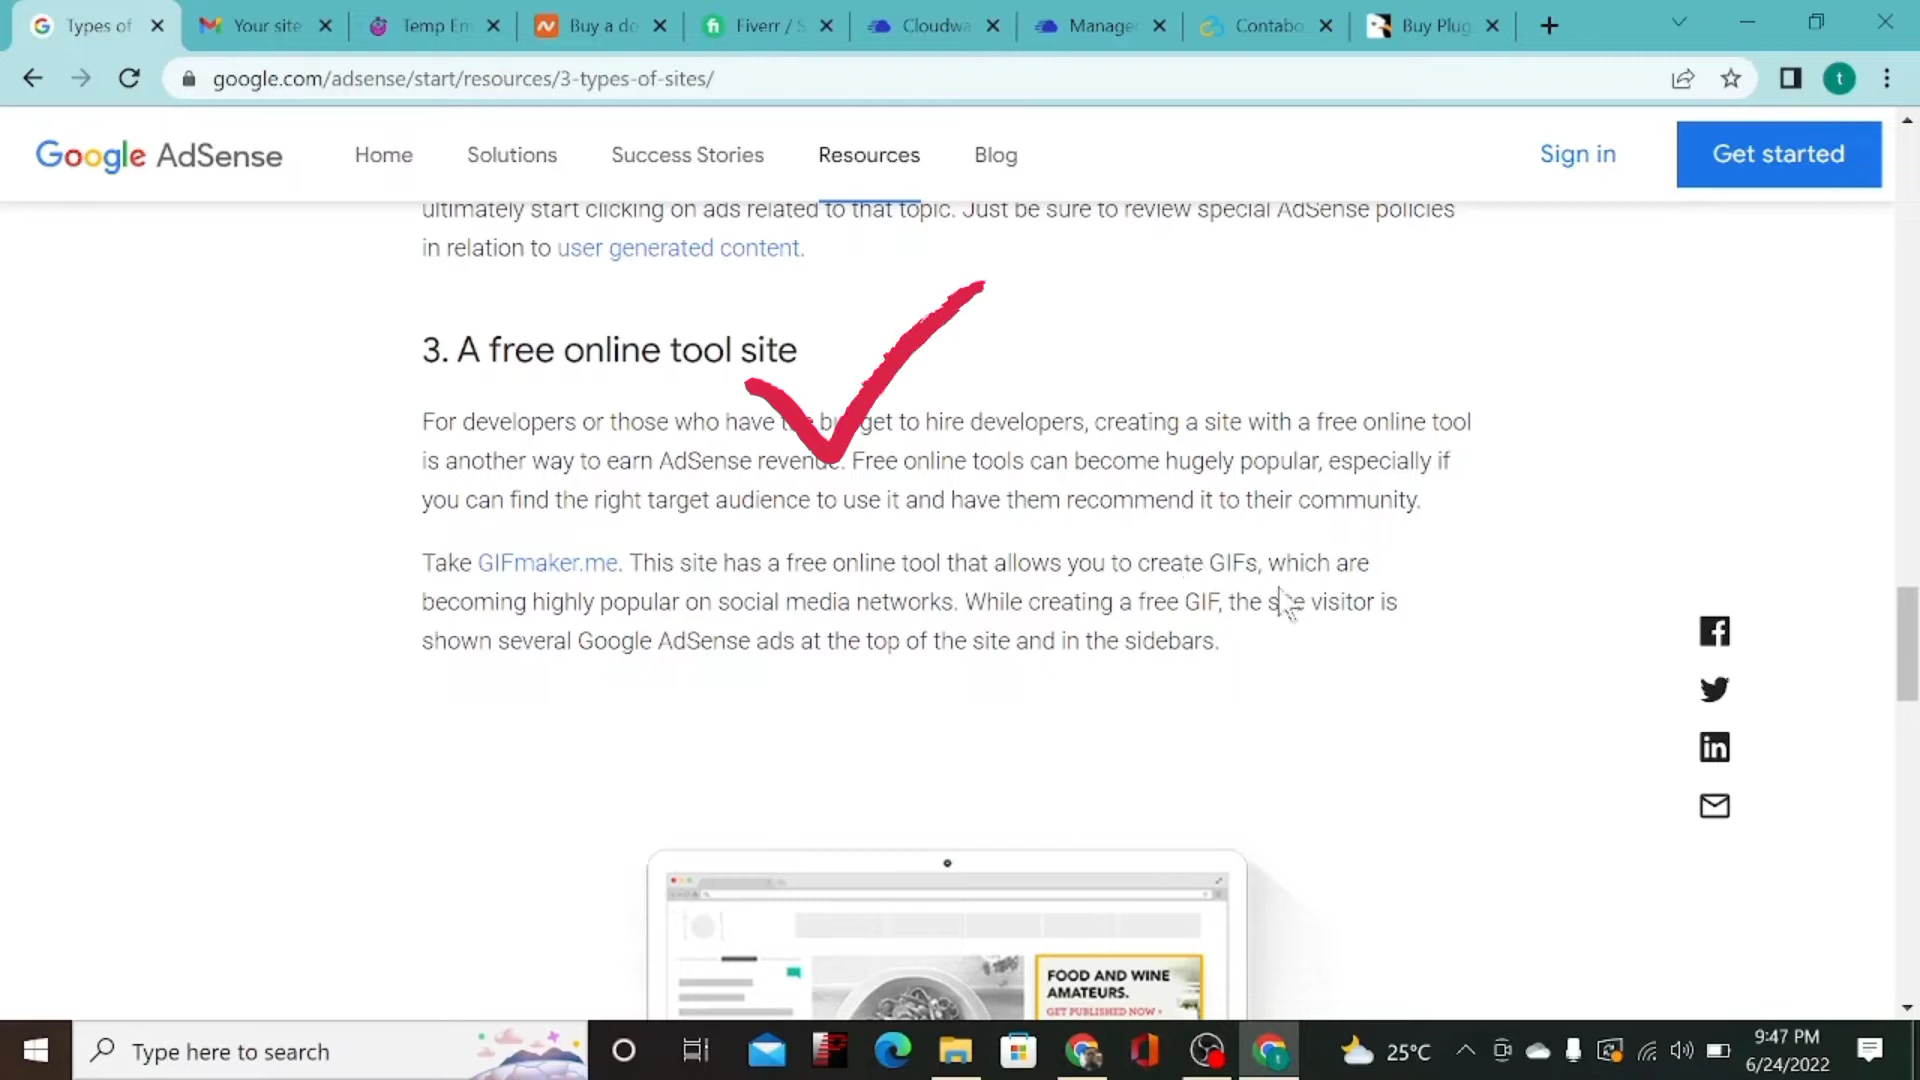 Types of
Your site
Temp Em
Buy a do
Fiverr / S
Cloudwa
Manage
Contabo
Buy Plug
google.com/adsense/start/resources/3-types-of-sites/
Google AdSense
Home
Solutions
Success Stories
Resources
Blog
Sign in
Get started
ultimately start clicking on ads related to that topic. Just be sure to review special AdSense policies
in relation to user generated content.
3. A free online tool site
For developers or those who have the budget to hire developers, creating a site with a free online tool
is another way to earn AdSense revenue. Free online tools can become hugely popular, especially if
you can find the right target audience to use it and have them recommend it to their community.
Take GIFmaker.me. This site has a free online tool that allows you to create GIFs, which are
becoming highly popular on social media networks. While creating a free GIF, the site visitor is
shown several Google AdSense ads at the top of the site and in the sidebars.
FOOD AND WINE
AMATEURS.
GET PUBLISHED NOW
Type here to search
25°C
9:47 PM
6/24/2022